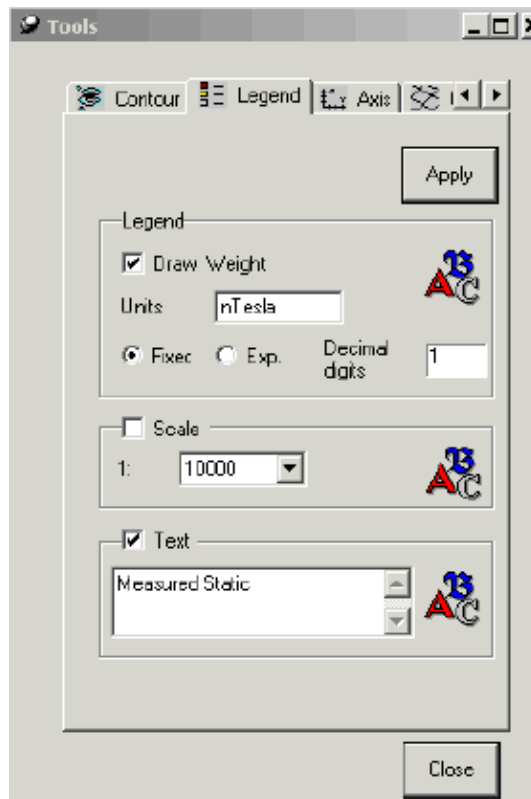 Tools
Contour Legend Axis
Apply
Legend
Draw Weight
Units nTesla
Fixed Exp. Decimal digits 1
Scale
1: 10000
Text
Measured Static
Close